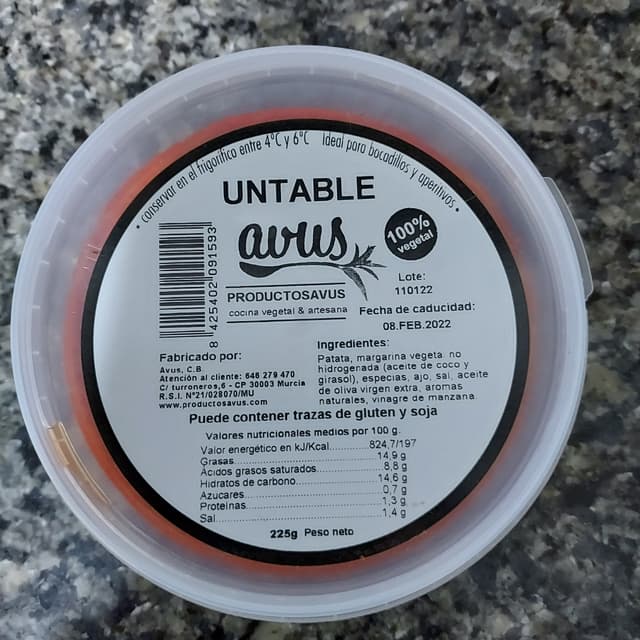 • conservar en el frigorífico entre 4°C y 6°C Ideal para bocadillos y aperitivos •
UNTABLE
avus
100%
vegetal
PRODUCTOSAVUS
cocina vegetal & artesana
8 425402 091593
Lote:
110122
Fecha de caducidad:
08.FEB.2022
Fabricado por:
Avus, C.B
Atención al cliente: 646 279 470
C/ turroneros,6 - CP 30003 Murcia
R.S.I. N°21/028070/MU
www.productosavus.com
Ingredientes:
Patata, margarina vegeta no
hidrogenada (aceite de coco y
girasol), especias, ajo, sal, aceite
de oliva virgen extra, aromas
naturales, vinagre de manzana.
Puede contener trazas de gluten y soja
Valores nutricionales medios por 100 g.
Valor energético en kJ/Kcal.........824,7/197
Grasas.........14,9 g
Ácidos grasos saturados.........8,8 g
Hidratos de carbono.........14,6 g
Azucares.........0,7 g
Proteinas.........1,3 g
Sal.........1,4 g
225g Peso neto